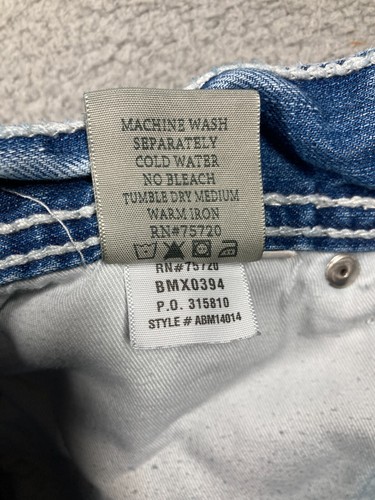 MACHINE WASH
SEPARATELY
COLD WATER
NO BLEACH
TUMBLE DRY MEDIUM
WARM IRON
RN#75720
RN#75720
BMX0394
P.O. 315810
STYLE # ABM14014